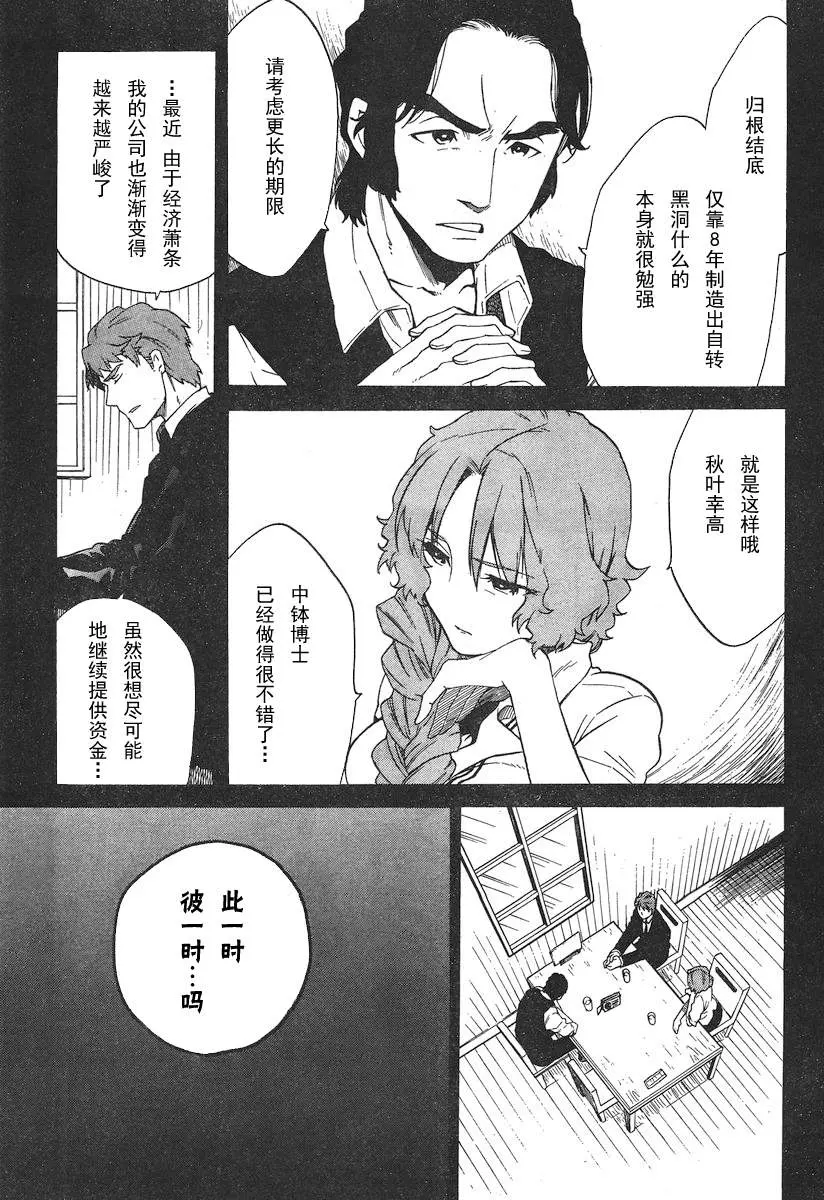 归根结底
仅靠8年制造出自转
黑洞什么的
本身就很勉强
请考虑更长的期限
…最近 由于经济萧条
我的公司也渐渐变得
越来越严峻了
就是这样哦
秋叶幸高
中钵博士
已经做得很不错了…
虽然很想尽可能
地继续提供资金…
此一时
彼一时…吗